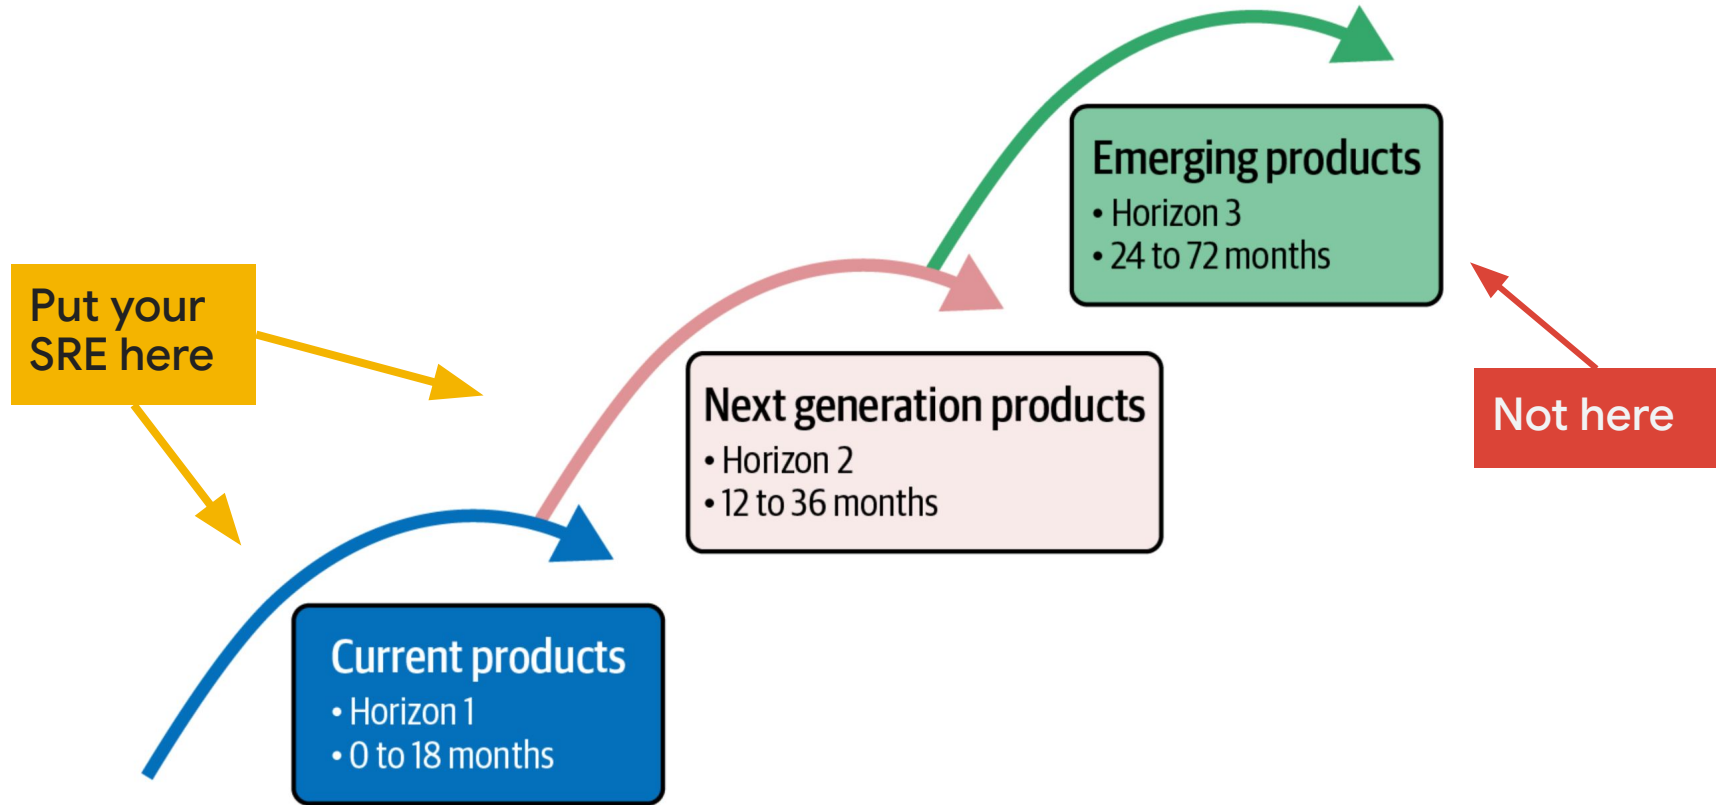 Emerging products
• Horizon 3
• 24 to 72 months
Put your
SRE here
Not here
Next generation products
• Horizon 2
• 12 to 36 months
Current products
• Horizon 1
• 0 to 18 months